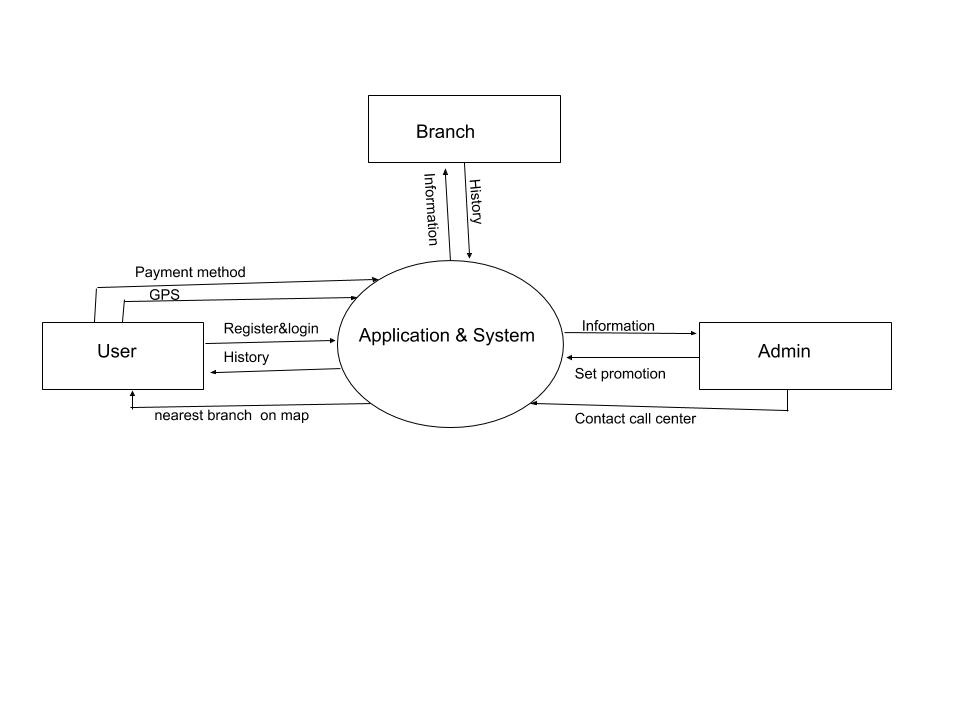 Branch
Information
History
Payment method
GPS
Register&login
Application & System
Information
User
History
Admin
Set promotion
nearest branch on map
Contact call center